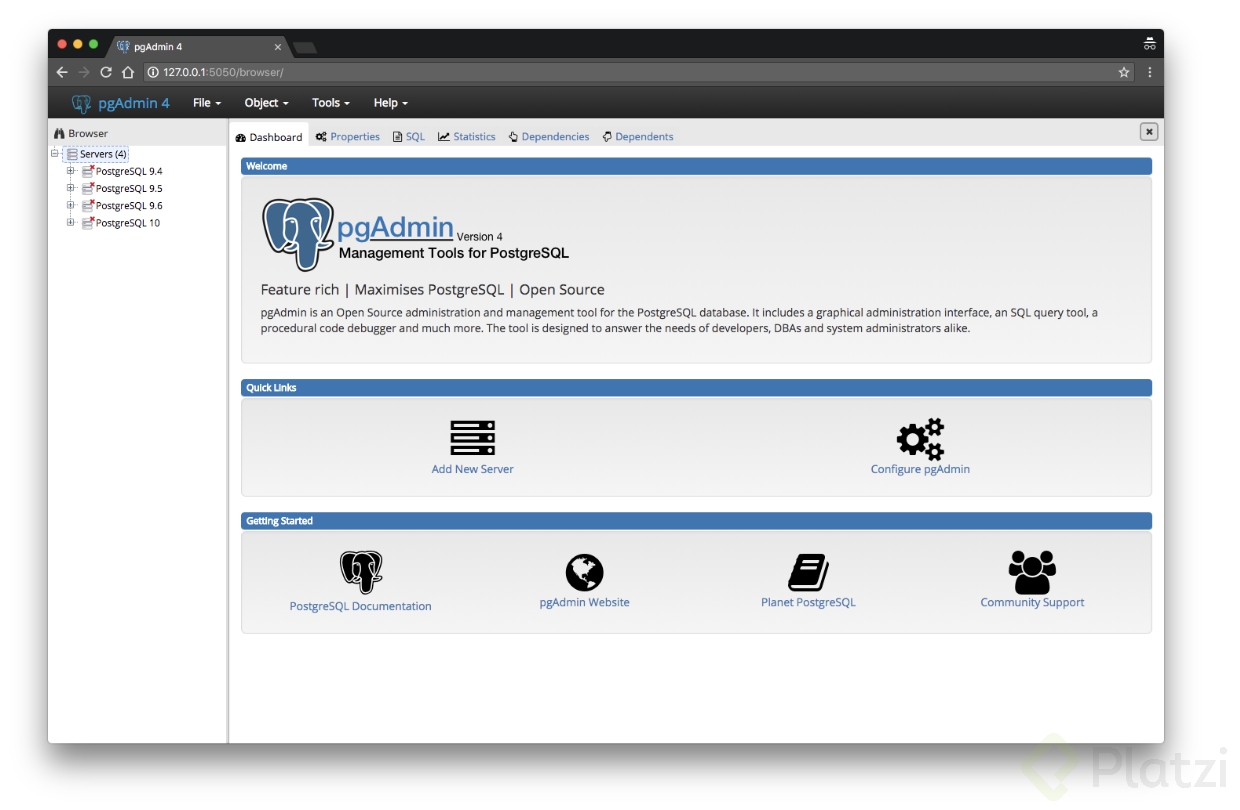 pgAdmin 4
127.0.0.1:5050/browser/
pgAdmin 4 File Object Tools Help
Browser
Servers (4)
PostgreSQL 9.4
PostgreSQL 9.5
PostgreSQL 9.6
PostgreSQL 10
Dashboard Properties SQL Statistics Dependencies Dependents
Welcome
pgAdmin Version 4
Management Tools for PostgreSQL
Feature rich | Maximises PostgreSQL | Open Source
pgAdmin is an Open Source administration and management tool for the PostgreSQL database. It includes a graphical administration interface, an SQL query tool, a
procedural code debugger and much more. The tool is designed to answer the needs of developers, DBAs and system administrators alike.
Quick Links
Add New Server
Configure pgAdmin
Getting Started
PostgreSQL Documentation
pgAdmin Website
Planet PostgreSQL
Community Support
Platzi